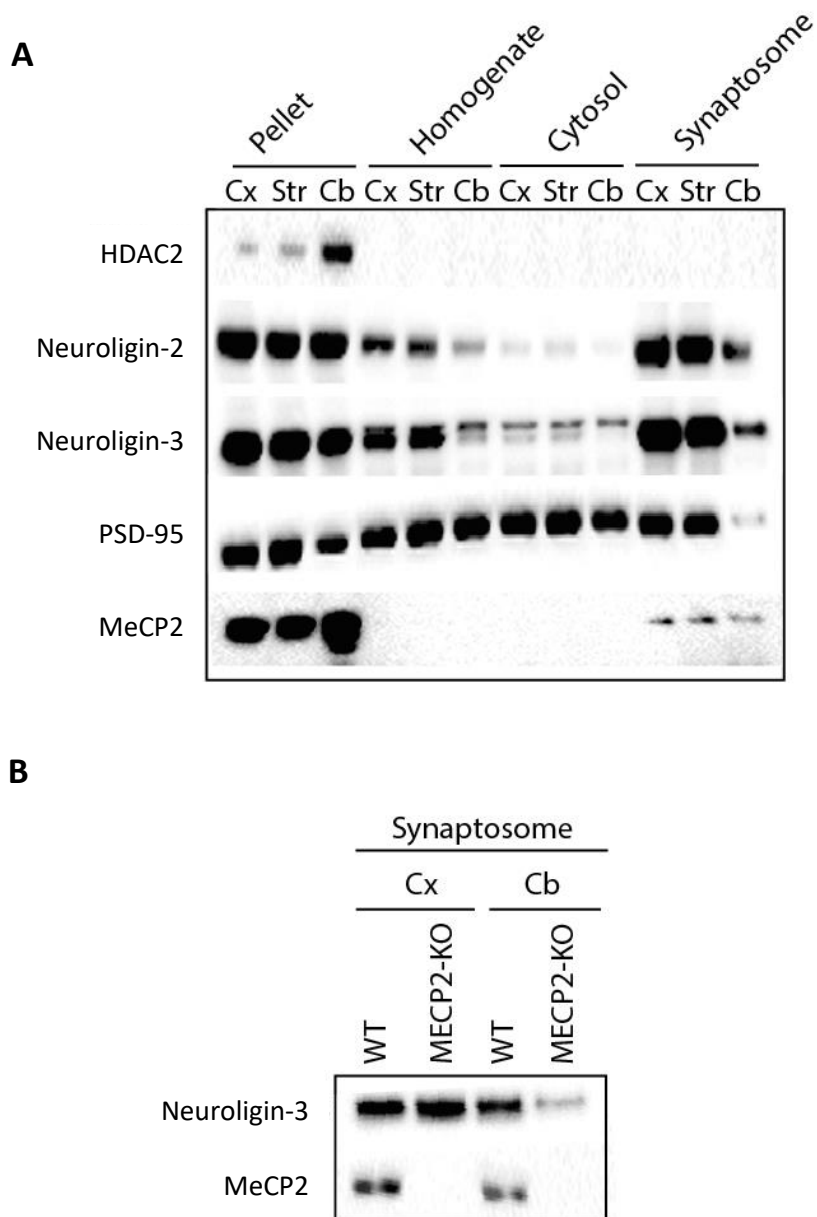 A
Pellet Homogenate Cytosol Synaptosome
Cx Str Cb Cx Str Cb Cx Str Cb Cx Str Cb
HDAC2
Neuroligin-2
Neuroligin-3
PSD-95
MeCP2
B
Synaptosome
Cx Cb
WT MECP2-KO WT MECP2-KO
Neuroligin-3
MeCP2